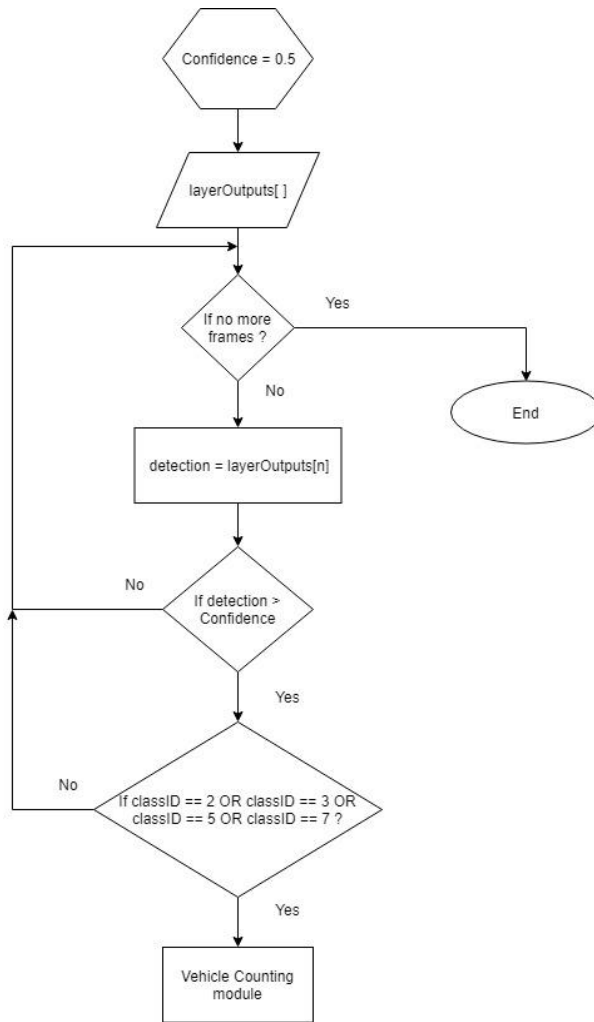 Confidence = 0.5
layerOutputs[ ]
If no more
frames ?
Yes
No
End
detection = layerOutputs[n]
If detection >
Confidence
No
Yes
If classID == 2 OR classID == 3 OR
classID == 5 OR classID == 7 ?
No
Yes
Vehicle Counting
module